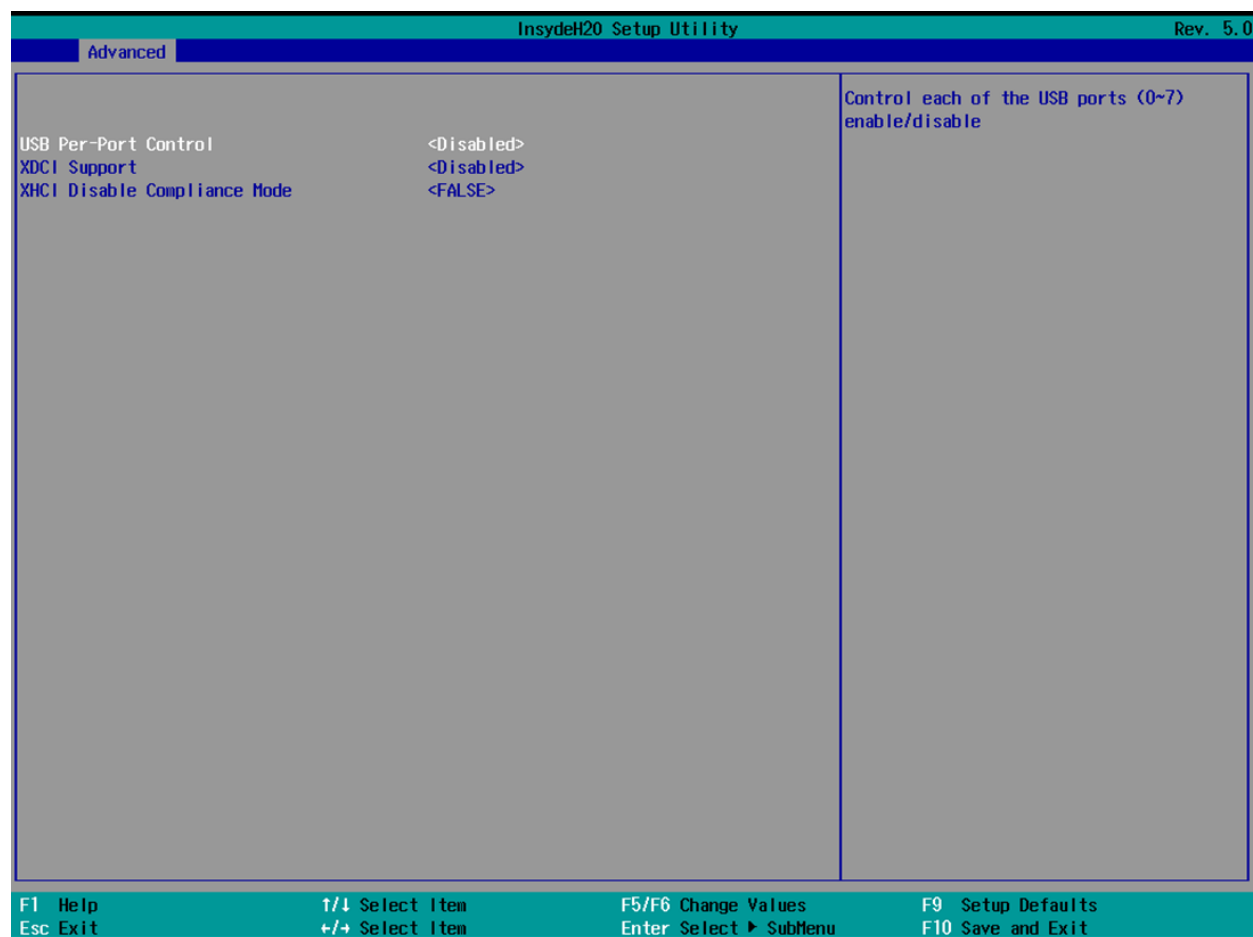 InsydeH20 Setup Utility Rev. 5.0
Advanced
Control each of the USB ports (0~7)
enable/disable
USB Per-Port Control <Disabled>
XDCI Support <Disabled>
XHCI Disable Compliance Mode <FALSE>
F1 Help ↑/↓ Select Item F5/F6 Change Values F9 Setup Defaults
Esc Exit ←/→ Select Item Enter Select ▶ SubMenu F10 Save and Exit